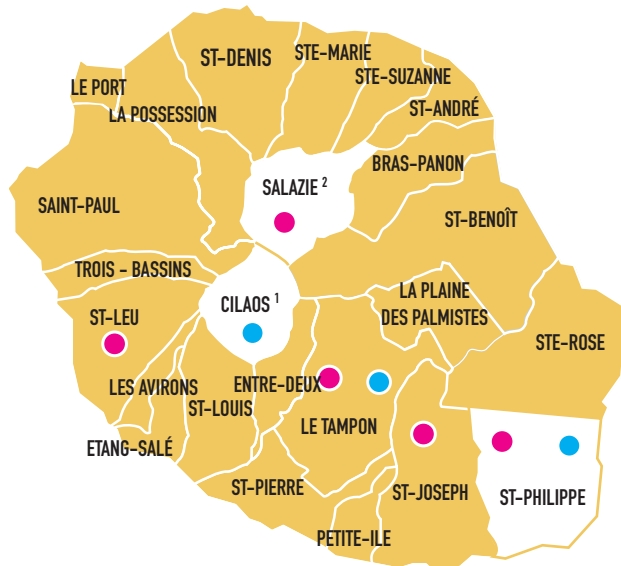 ST-DENIS
STE-MARIE
STE-SUZANNE
LE PORT
ST-ANDRÉ
LA POSSESSION
BRAS-PANON
SALAZIE 2
SAINT-PAUL
ST-BENOÎT
TROIS - BASSINS
LA PLAINE
DES PALMISTES
CILAOS 1
ST-LEU
STE-ROSE
LES AVIRONS
ENTRE-DEUX
ST-LOUIS
LE TAMPON
ETANG-SALÉ
ST-PIERRE
ST-JOSEPH
ST-PHILIPPE
PETITE-ILE